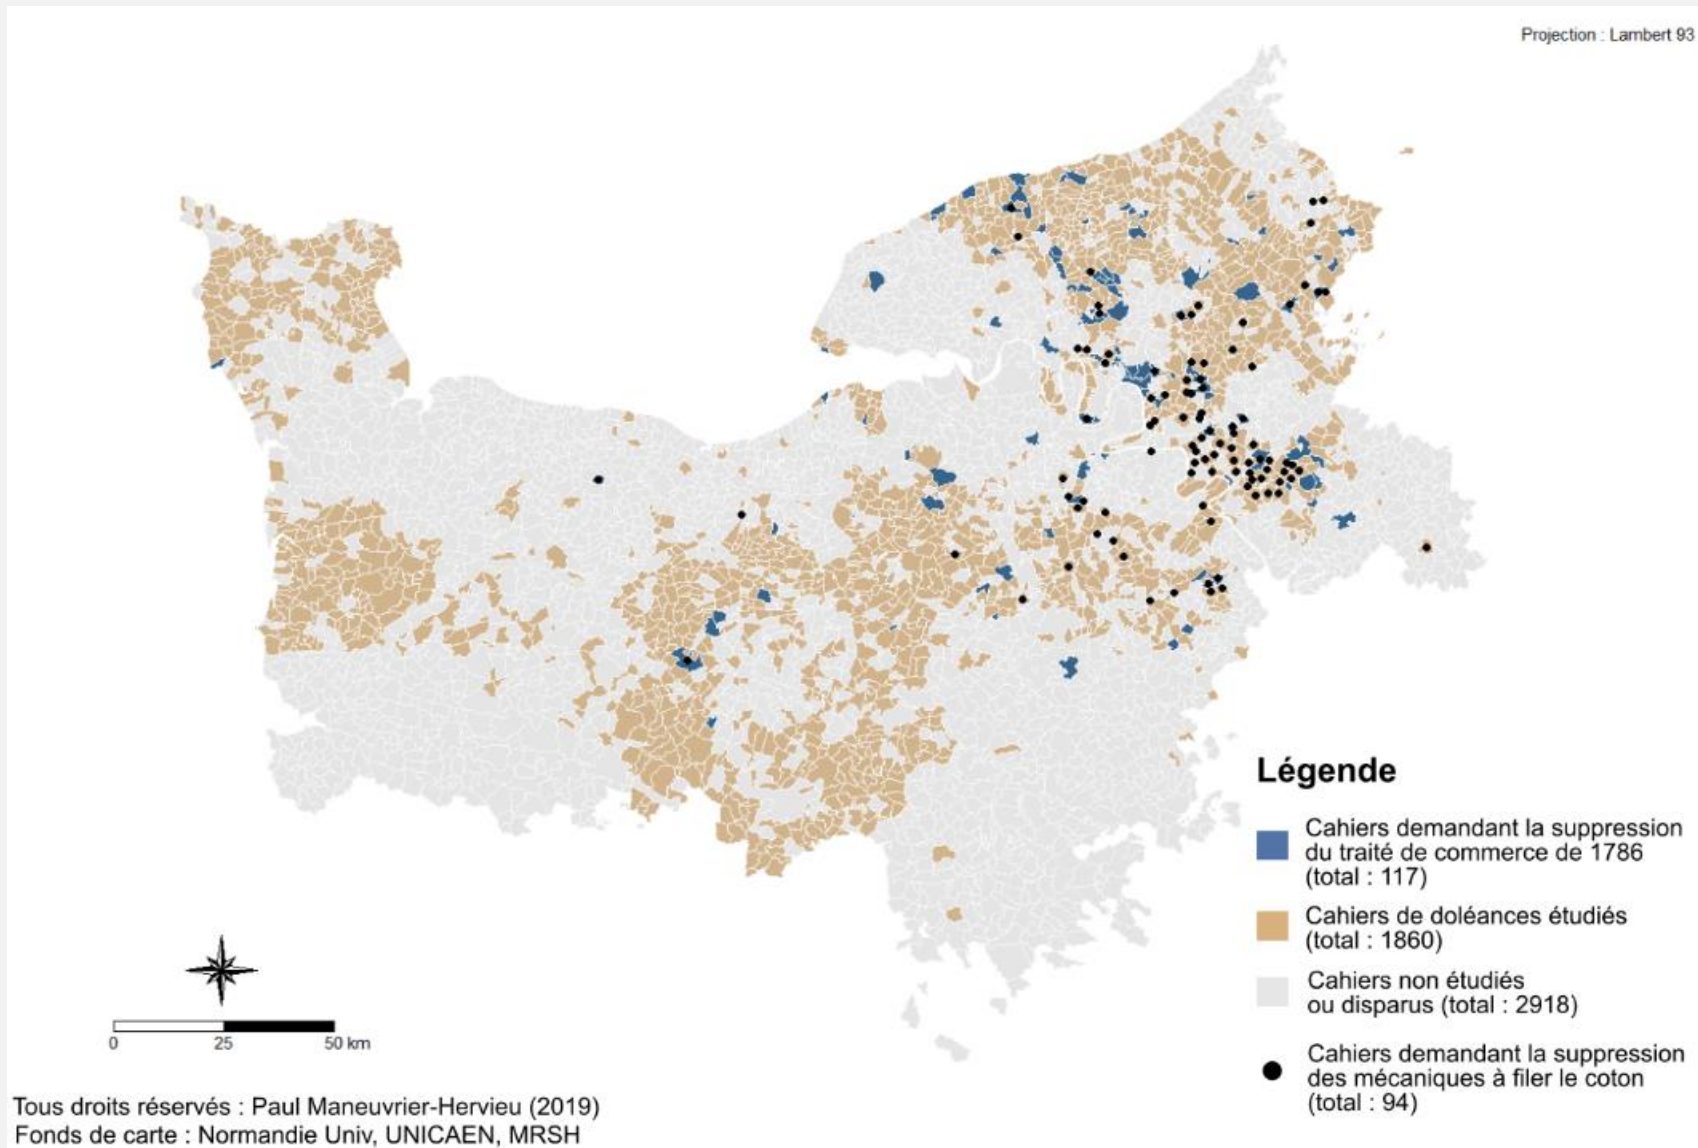 Projection : Lambert 93
Légende
Cahiers demandant la suppression
du traité de commerce de 1786
(total : 117)
Cahiers de doléances étudiés
(total : 1860)
Cahiers non étudiés
ou disparus (total : 2918)
Cahiers demandant la suppression
des mécaniques à filer le coton
(total : 94)
0 25 50 km
Tous droits réservés : Paul Maneuvrier-Hervieu (2019)
Fonds de carte : Normandie Univ, UNICAEN, MRSH